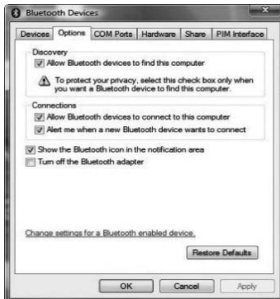 Bluetooth Devices
Devices Options COM Ports Hardware Share PIM Interface
Discovery
Allow Bluetooth devices to find this computer
To protect your privacy, select this check box only when
you want a Bluetooth device to find this computer.
Connections
Allow Bluetooth devices to connect to this computer
Alert me when a new Bluetooth device wants to connect
Show the Bluetooth icon in the notification area
Turn off the Bluetooth adapter
Change settings for a Bluetooth enabled device.
Restore Defaults
OK Cancel Apply